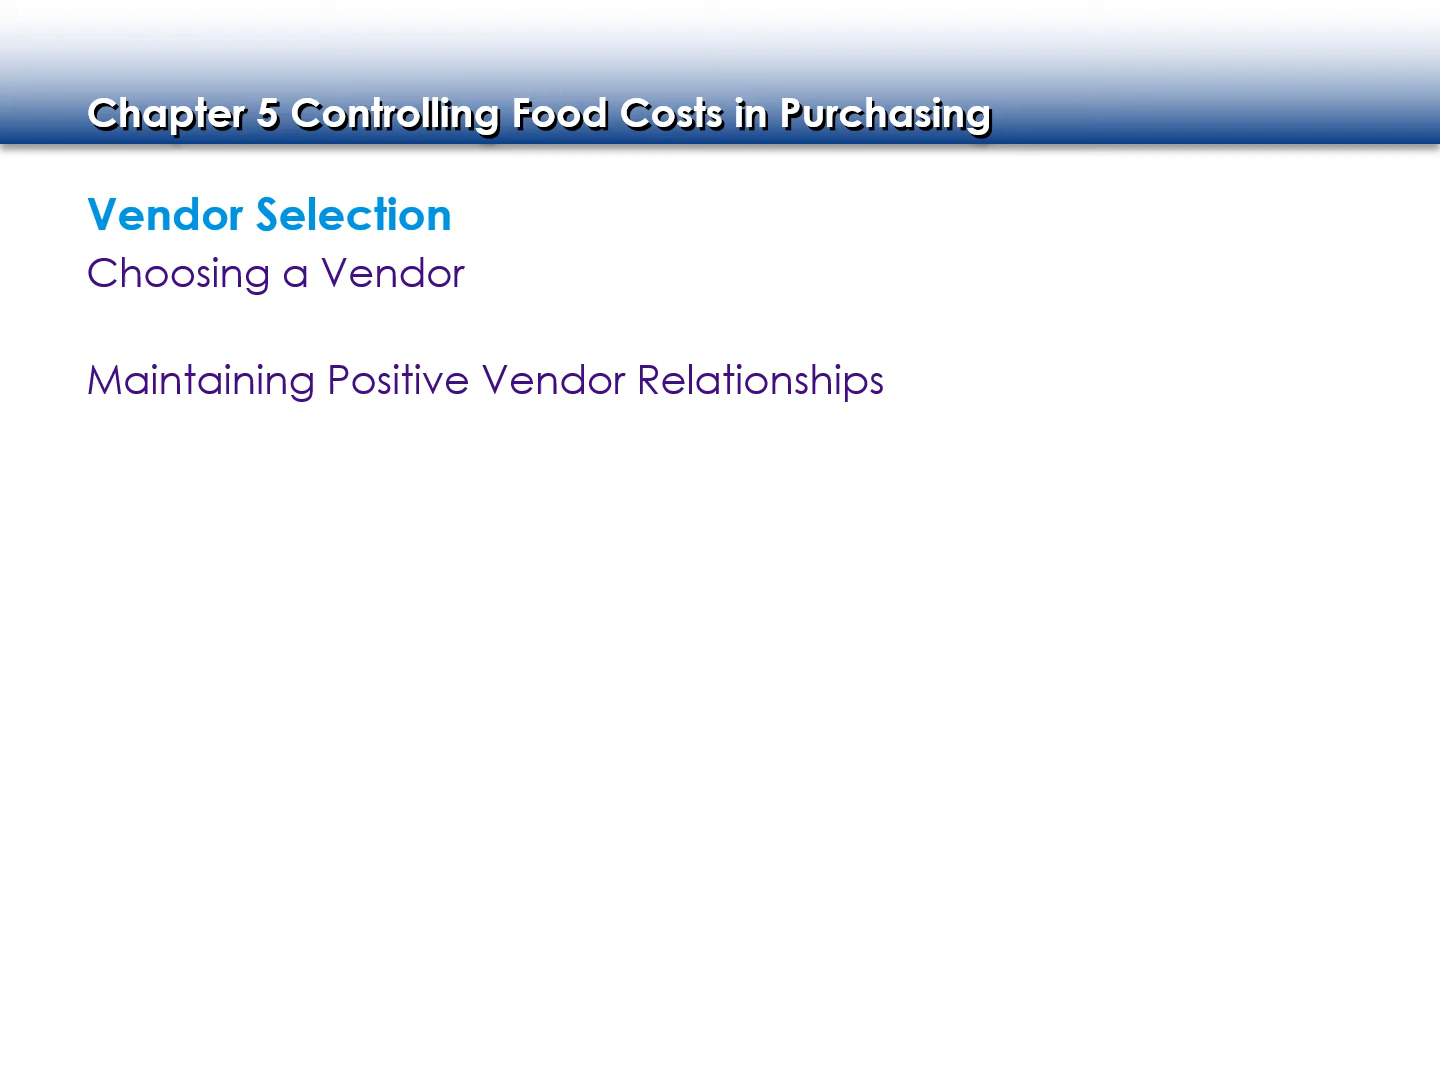 Chapter 5 Controlling Food Costs in Purchasing
Vendor Selection
Choosing a Vendor
Maintaining Positive Vendor Relationships